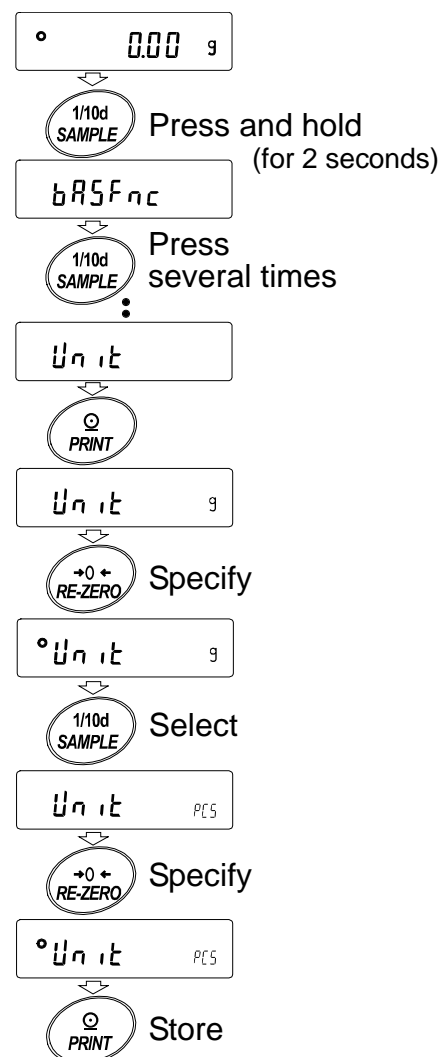 0.00 g
1/10d
SAMPLE
Press and hold
(for 2 seconds)
bASFnc
1/10d
SAMPLE
Press
several times
Unit
PRINT
Unit g
→0←
RE-ZERO
Specify
Unit g
1/10d
SAMPLE
Select
Unit PCS
→0←
RE-ZERO
Specify
Unit PCS
PRINT
Store